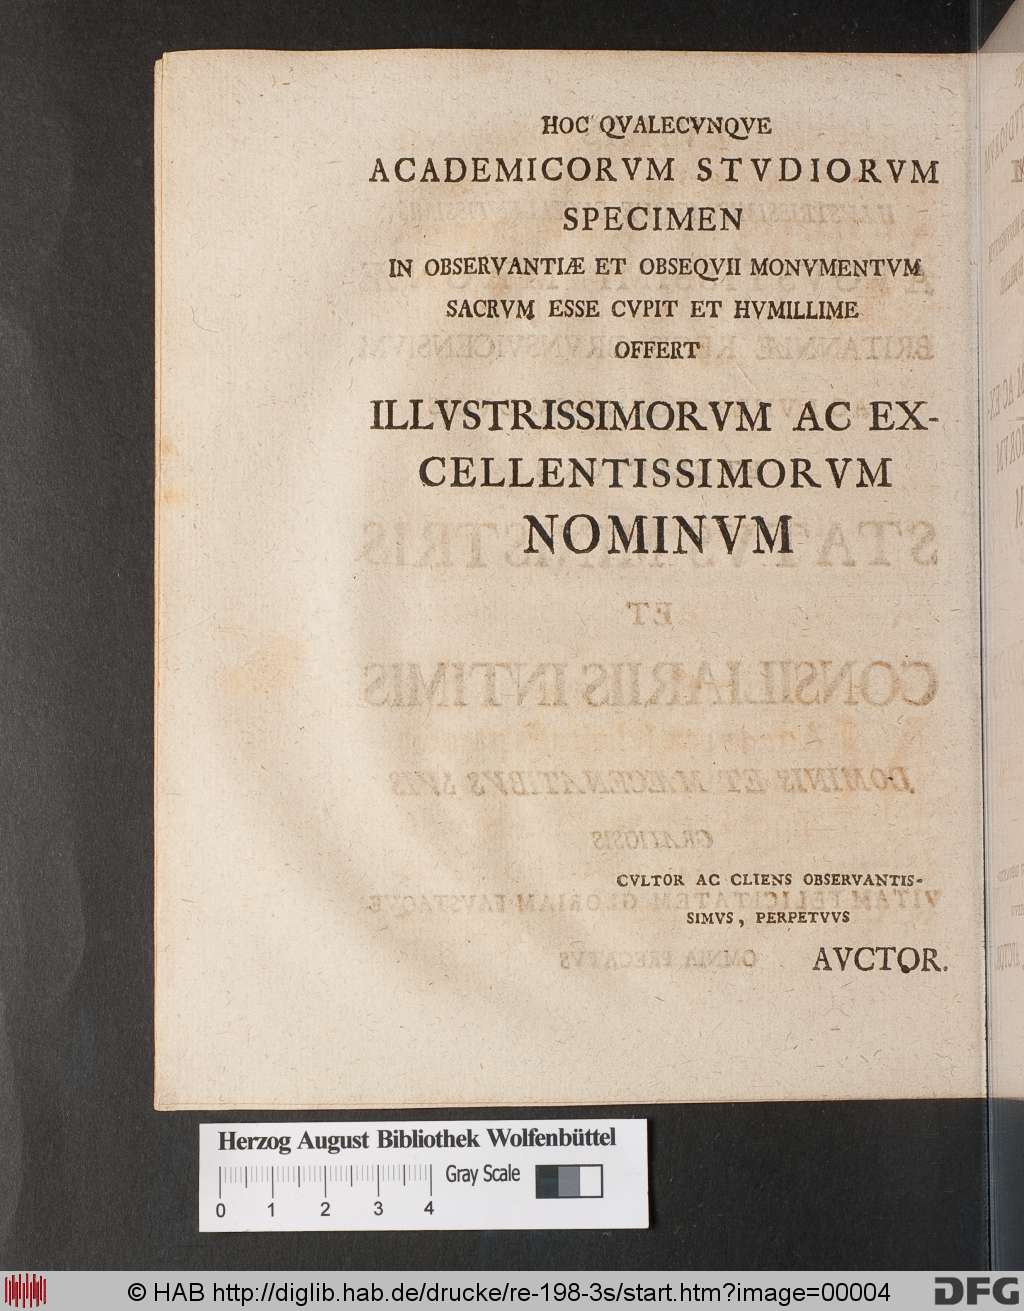 HOC QVALECVNQVE
ACADEMICORVM STVDIORVM
SPECIMEN
IN OBSERVANTIÆ ET OBSEQVII MONVMENTVM
SACRVM ESSE CVPIT ET HVMILLIME
OFFERT
ILLVSTRISSIMORVM AC EX-
CELLENTISSIMORVM
NOMINVM
CVLTOR AC CLIENS OBSERVANTIS-
SIMVS, PERPETVVS
AVCTOR.
Herzog August Bibliothek Wolfenbüttel
Gray Scale
0 1 2 3 4
© HAB http://diglib.hab.de/drucke/re-198-3s/start.htm?image=00004
DFG